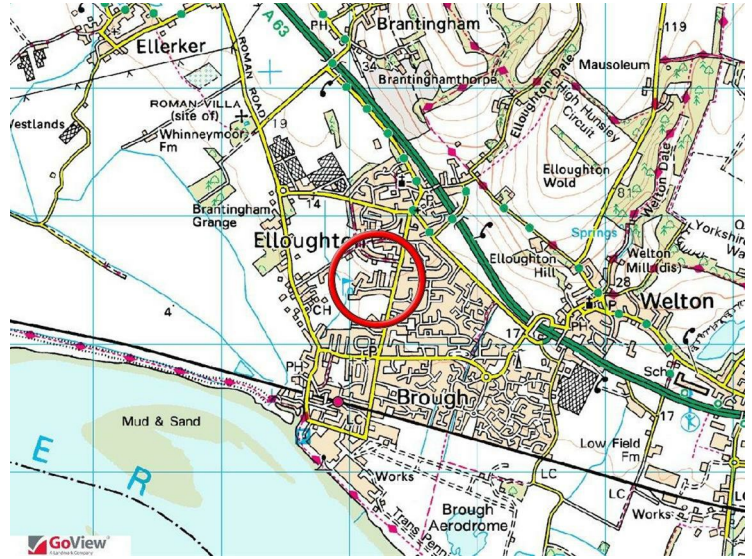 PH
Brantingham
Ellerker
A 63
119
34
Mausoleum
ROMAN ROAD
Brantinghamthorpe
Elloughton Dale
High Hunsley
Circuit
ROMAN VILLA
(site of)
19
Westlands
Whinneymoor
Fm
Elloughton
Wold
Welton Dale
81
14
P
Brantingham
Grange
Springs
Elloughton
Elloughton
Hill
Welton
Mill (dis)
28
Welton
4
CH
17
P
PH
PH
Sch
Brough
Mud & Sand
LC
17
Low Field
Fm
E
R
Works
LC
LC
Works
Brough
Aerodrome
Trans Penn
GoView